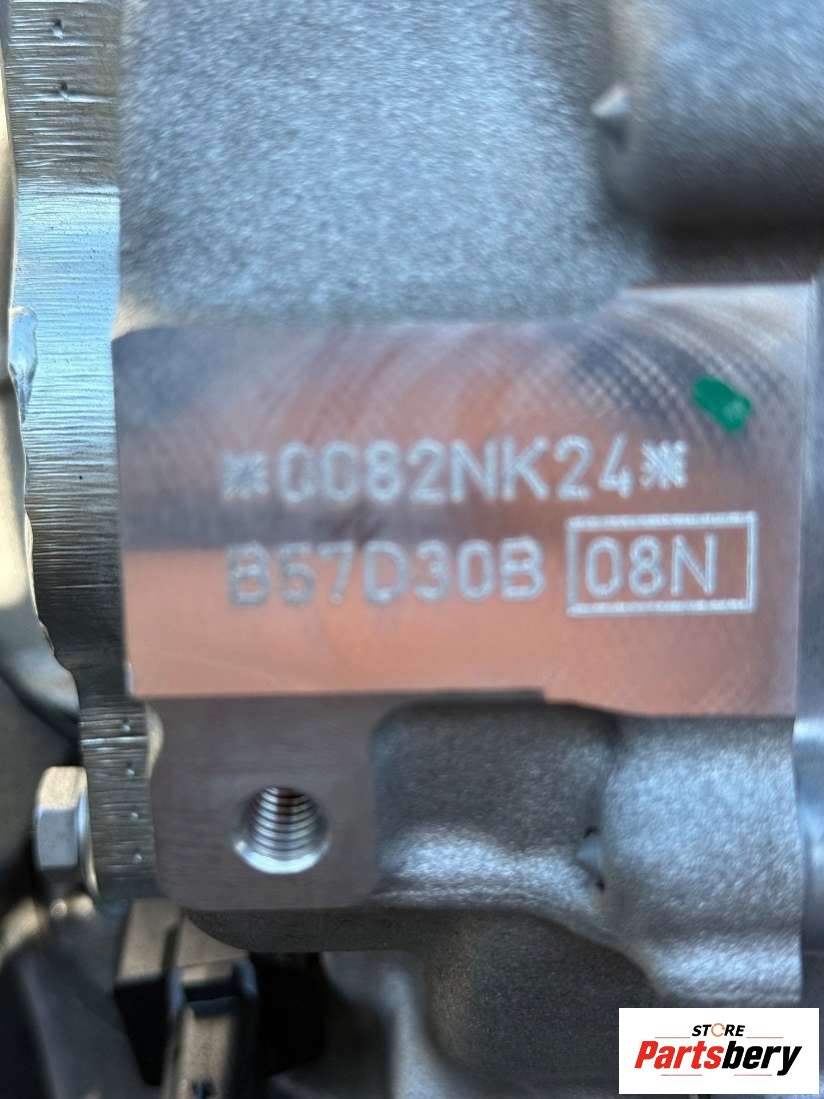 ※0082NK24※
B57D30B 08N
STORE
Partsbery